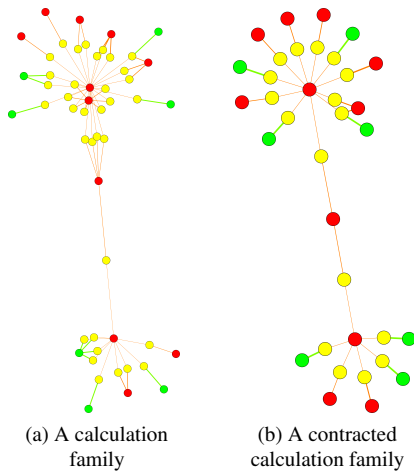 (a) A calculation
family
(b) A contracted
calculation family